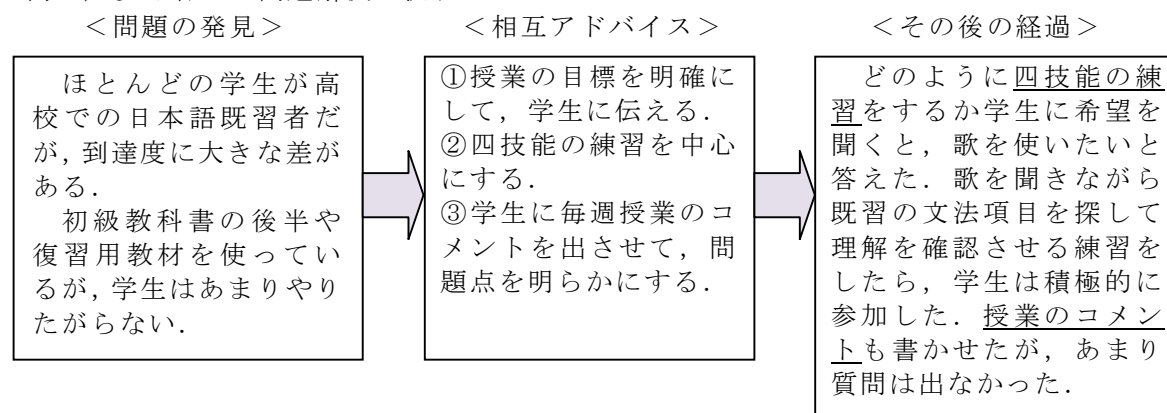 ＜問題の発見＞
ほとんどの学生が高
校での日本語既習者だ
が，到達度に大きな差が
ある．
初級教科書の後半や
復習用教材を使ってい
るが，学生はあまりやり
たがらない．
＜相互アドバイス＞
①授業の目標を明確に
して，学生に伝える．
②四技能の練習を中心
にする．
③学生に毎週授業のコ
メントを出させて，問
題点を明らかにする．
＜その後の経過＞
どのように四技能の練
習をするか学生に希望を
聞くと，歌を使いたいと
答えた．歌を聞きながら
既習の文法項目を探して
理解を確認させる練習を
したら，学生は積極的に
参加した．授業のコメン
トも書かせたが，あまり
質問は出なかった．